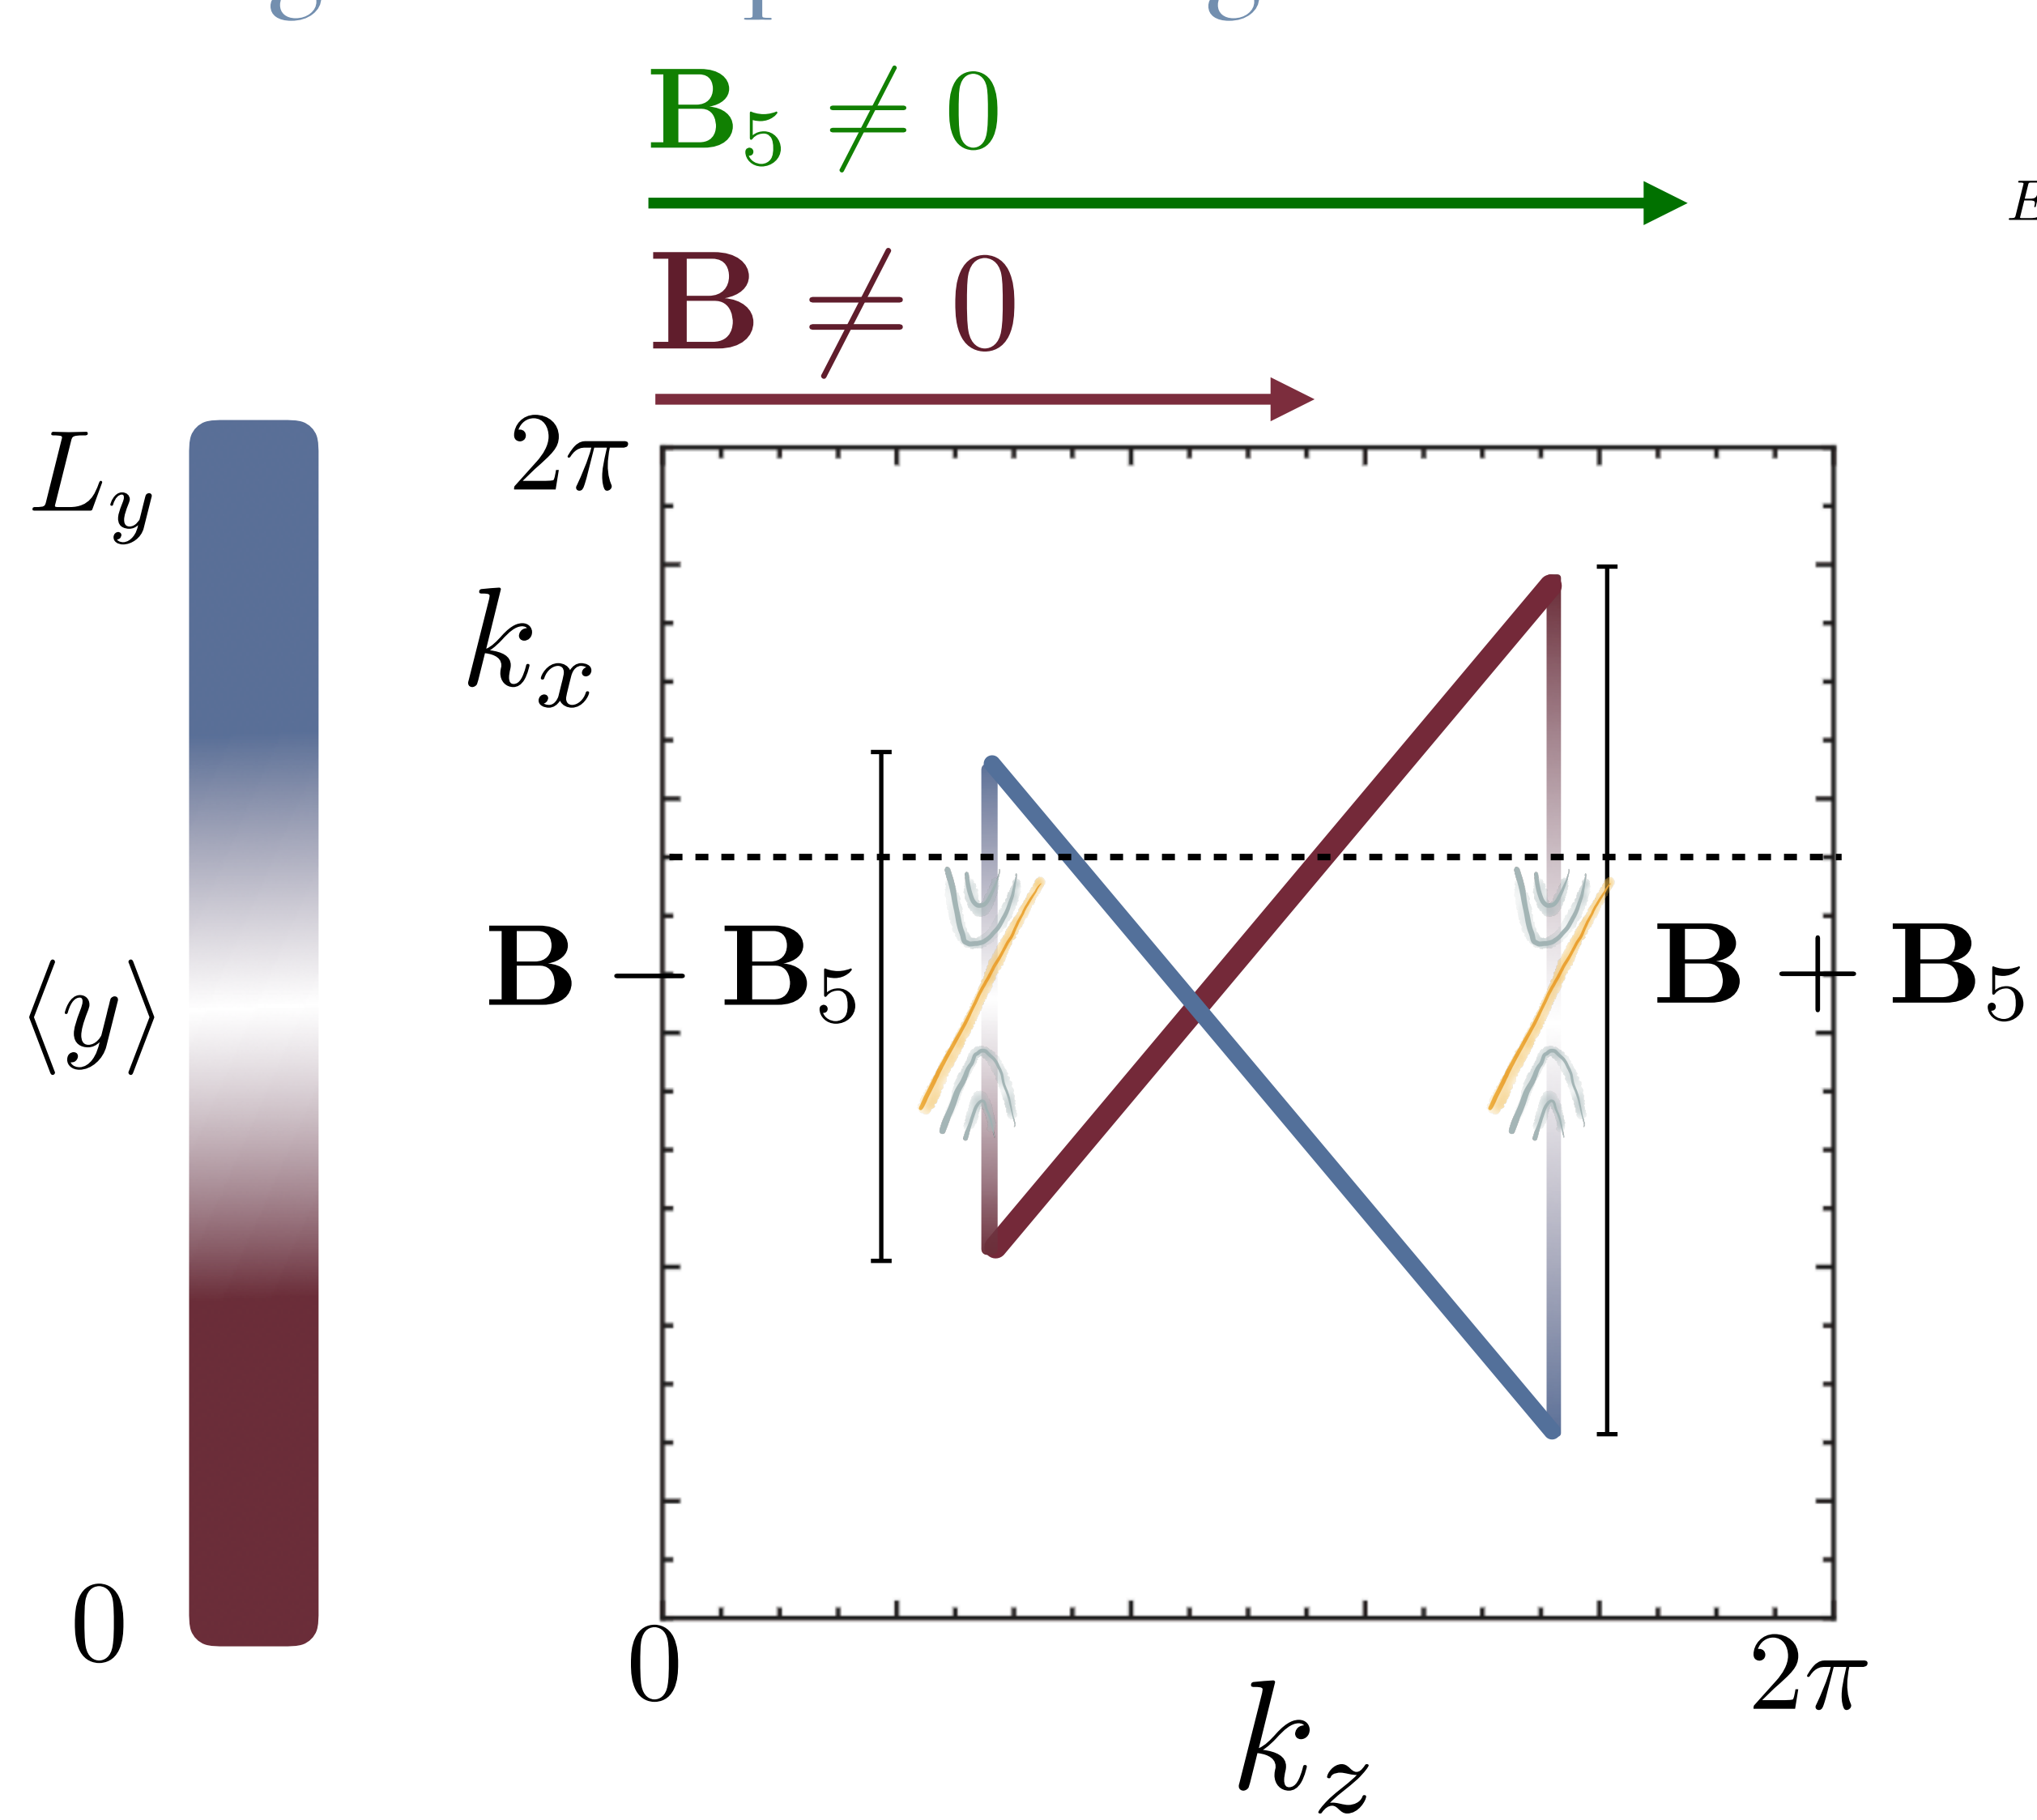 B₅ ≠ 0
B ≠ 0
L_y
2π
k_x
⟨y⟩
B − B₅
B + B₅
0
0
2π
k_z